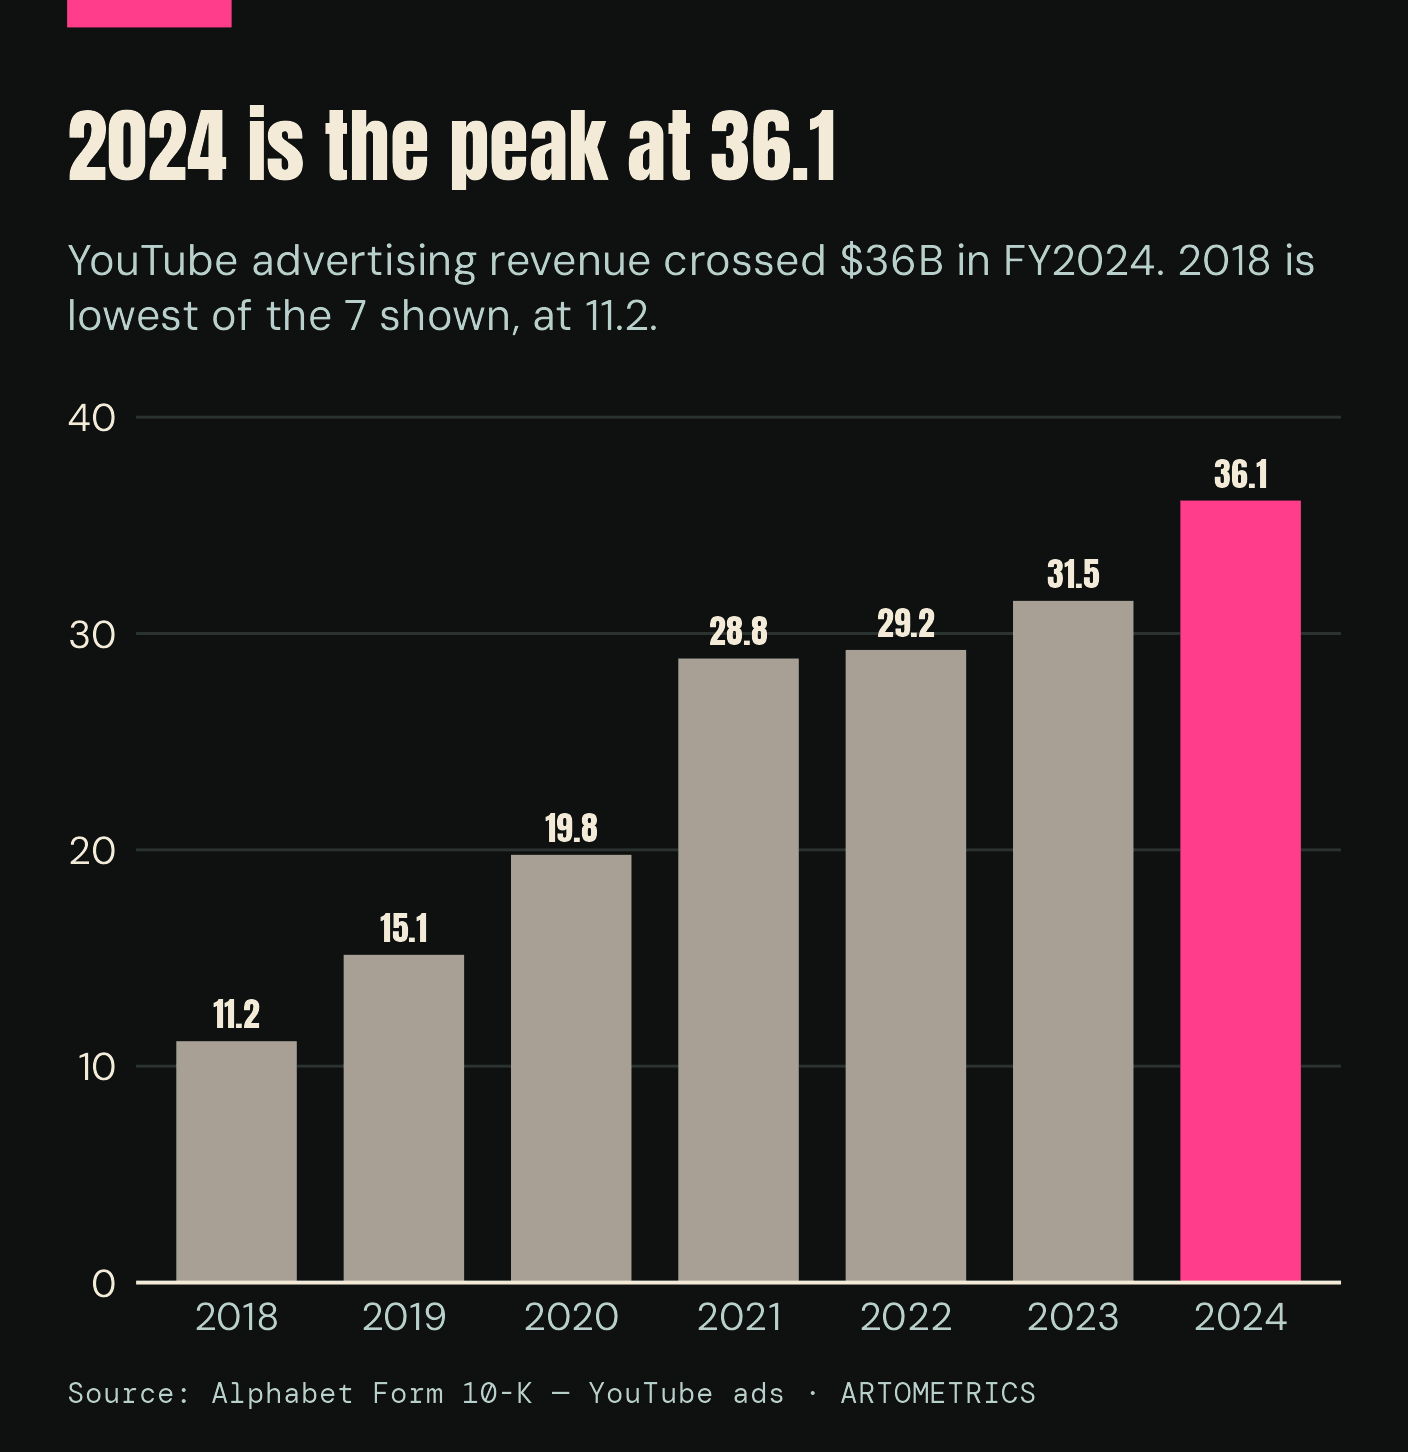 2024 is the peak at 36.1
YouTube advertising revenue crossed $36B in FY2024. 2018 is
lowest of the 7 shown, at 11.2.
40
36.1
31.5
30
28.8
29.2
20
19.8
15.1
11.2
10
0
2018 2019 2020 2021 2022 2023 2024
Source: Alphabet Form 10-K — YouTube ads · ARTOMETRICS